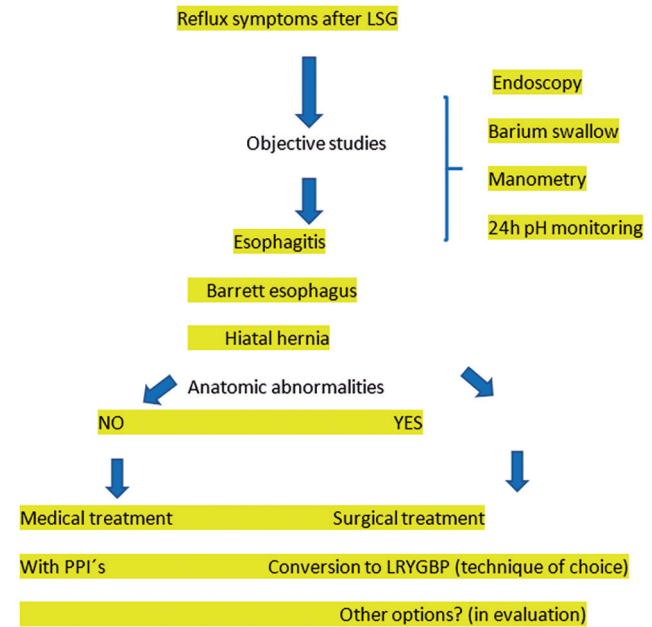 Reflux symptoms after LSG
Endoscopy
Barium swallow
Objective studies
Manometry
24h pH monitoring
Esophagitis
Barrett esophagus
Hiatal hernia
Anatomic abnormalities
NO YES
Medical treatment Surgical treatment
With PPI´s Conversion to LRYGBP (technique of choice)
Other options? (in evaluation)